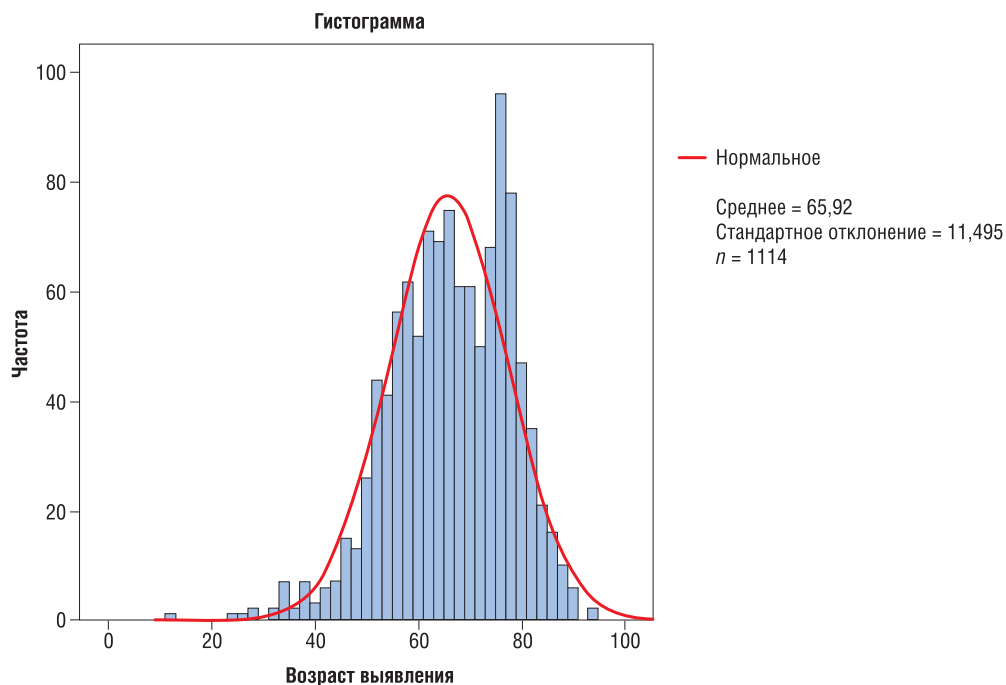 Гистограмма
100
80
60
40
20
0
Частота
0 20 40 60 80 100
Возраст выявления
Нормальное
Среднее = 65,92
Стандартное отклонение = 11,495
n = 1114